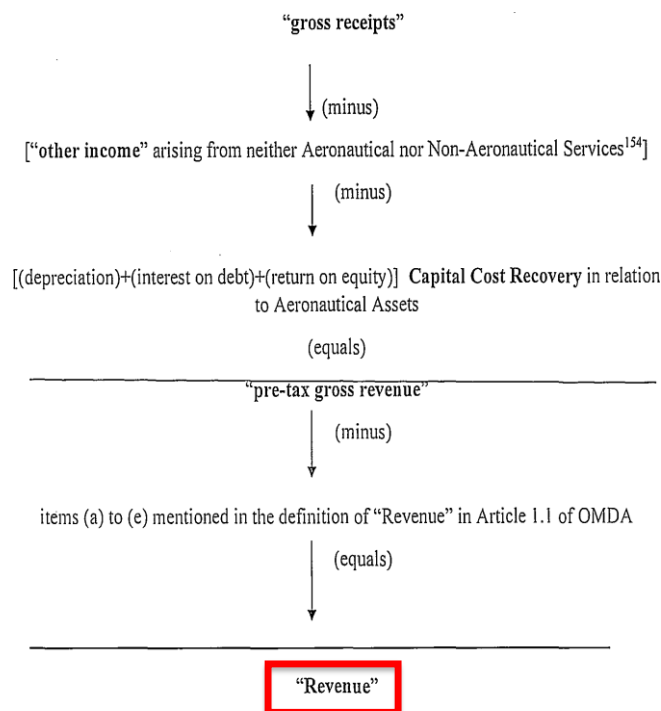 “gross receipts”
(minus)
[“other income” arising from neither Aeronautical nor Non-Aeronautical Services154]
(minus)
[(depreciation)+(interest on debt)+(return on equity)] Capital Cost Recovery in relation
to Aeronautical Assets
(equals)
“pre-tax gross revenue”
(minus)
items (a) to (e) mentioned in the definition of “Revenue” in Article 1.1 of OMDA
(equals)
“Revenue”